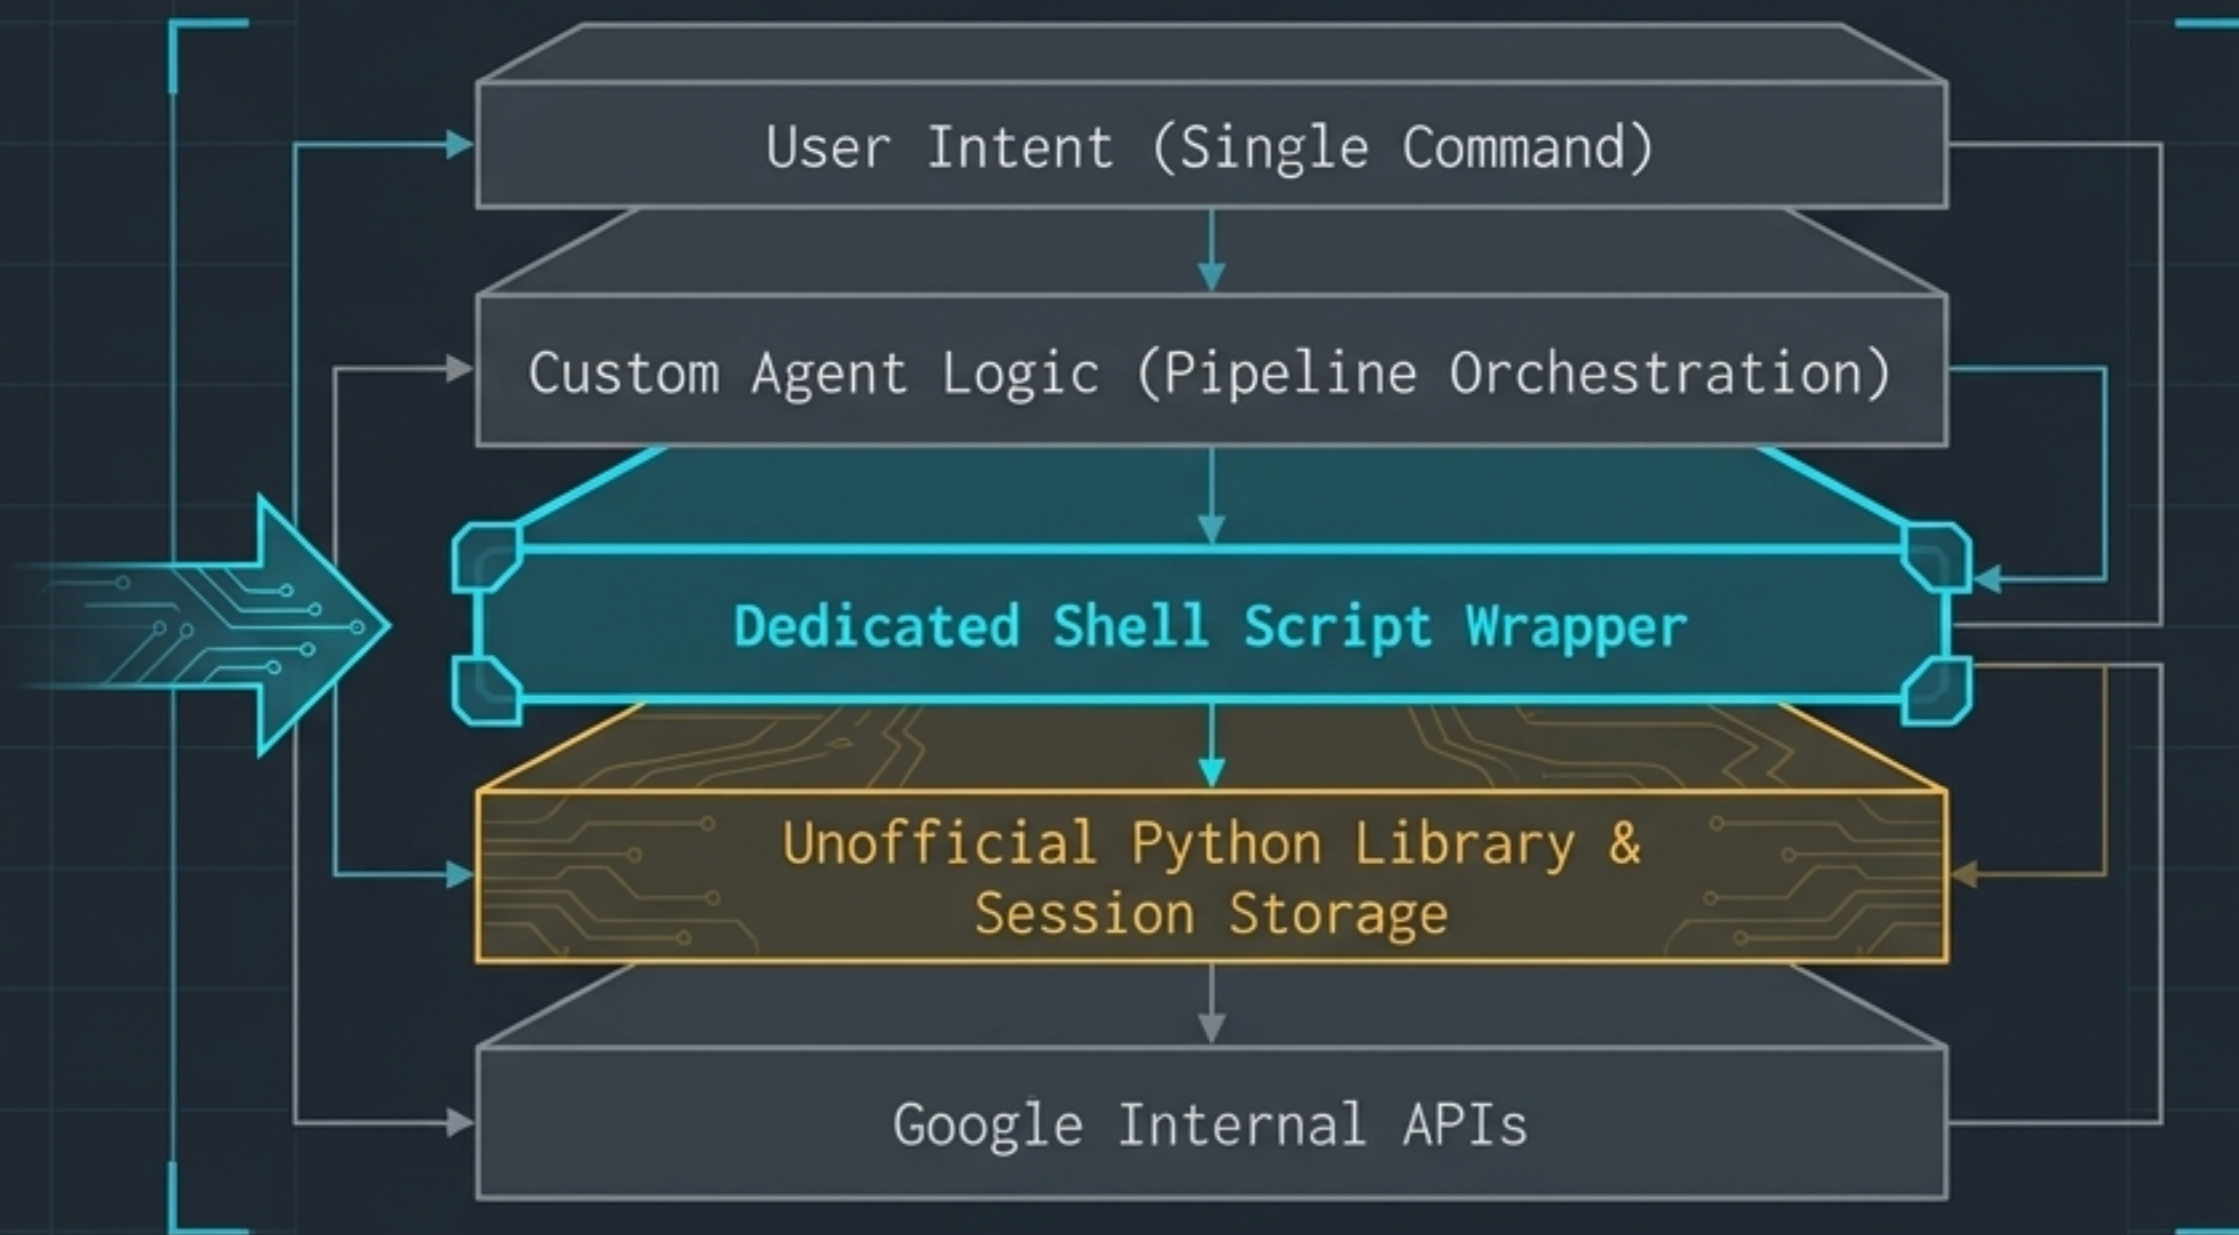 User Intent (Single Command)
Custom Agent Logic (Pipeline Orchestration)
Dedicated Shell Script Wrapper
Unofficial Python Library &
Session Storage
Google Internal APIs